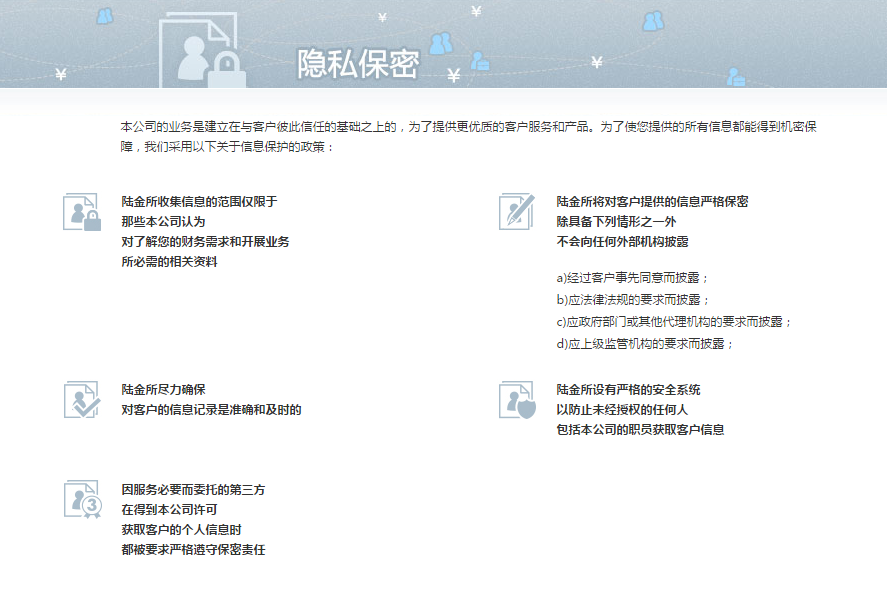 隐私保密
本公司的业务是建立在与客户彼此信任的基础之上的，为了提供更优质的客户服务和产品。为了使您提供的所有信息都能得到机密保
障，我们采用以下关于信息保护的政策：
陆金所收集信息的范围仅限于
那些本公司认为
对了解您的财务需求和开展业务
所必需的相关资料
陆金所将对客户提供的信息严格保密
除具备下列情形之一外
不会向任何外部机构披露
a)经过客户事先同意而披露；
b)应法律法规的要求而披露；
c)应政府部门或其他代理机构的要求而披露；
d)应上级监管机构的要求而披露；
陆金所尽力确保
对客户的信息记录是准确和及时的
陆金所设有严格的安全系统
以防止未经授权的任何人
包括本公司的职员获取客户信息
3
因服务必要而委托的第三方
在得到本公司许可
获取客户的个人信息时
都被要求严格遵守保密责任